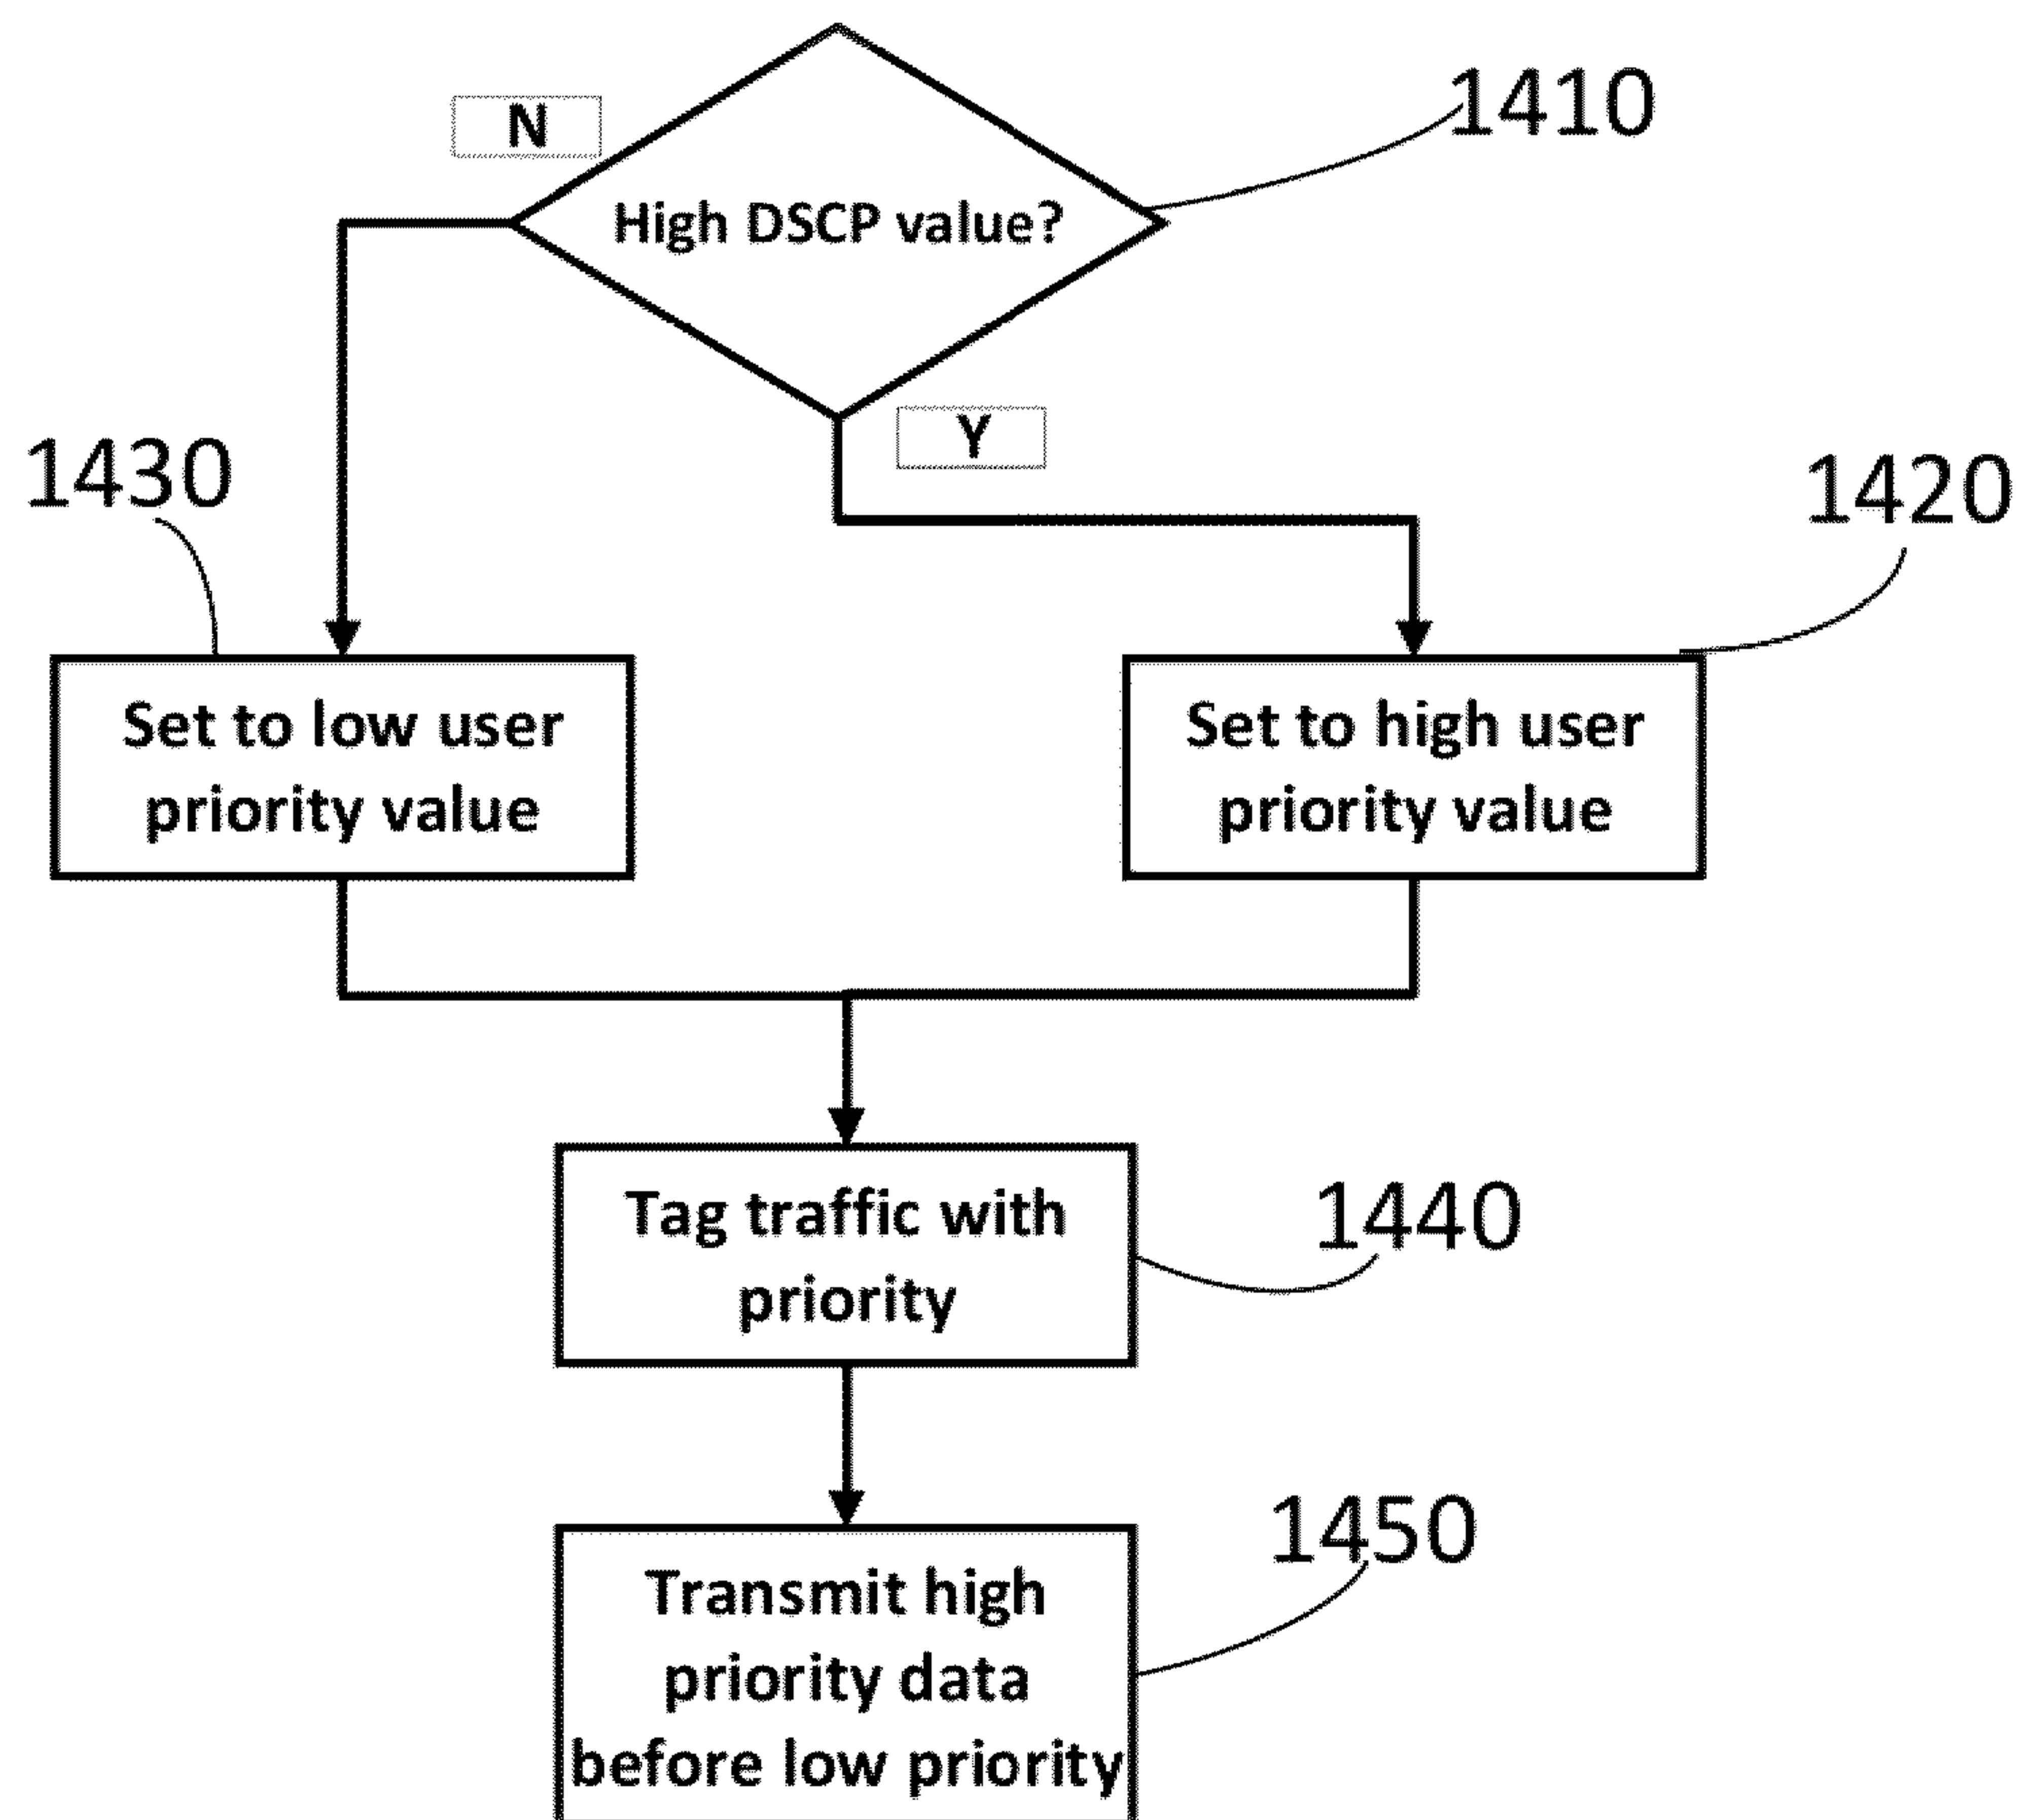 1410
N
High DSCP value?
Y
1430
1420
Set to low user
priority value
Set to high user
priority value
Tag traffic with
priority
1440
1450
Transmit high
priority data
before low priority